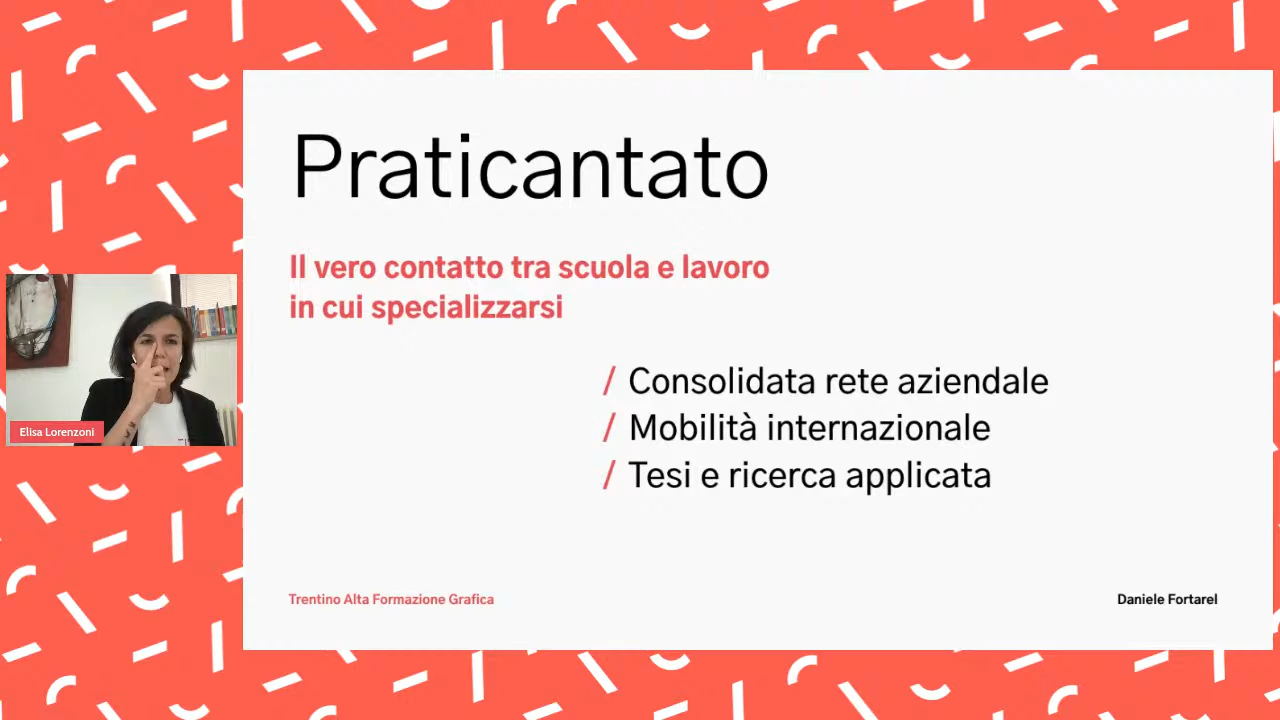 Praticantato
Il vero contatto tra scuola e lavoro
in cui specializzarsi
/ Consolidata rete aziendale
/ Mobilità internazionale
/ Tesi e ricerca applicata
Elisa Lorenzoni
Trentino Alta Formazione Grafica
Daniele Fortarel